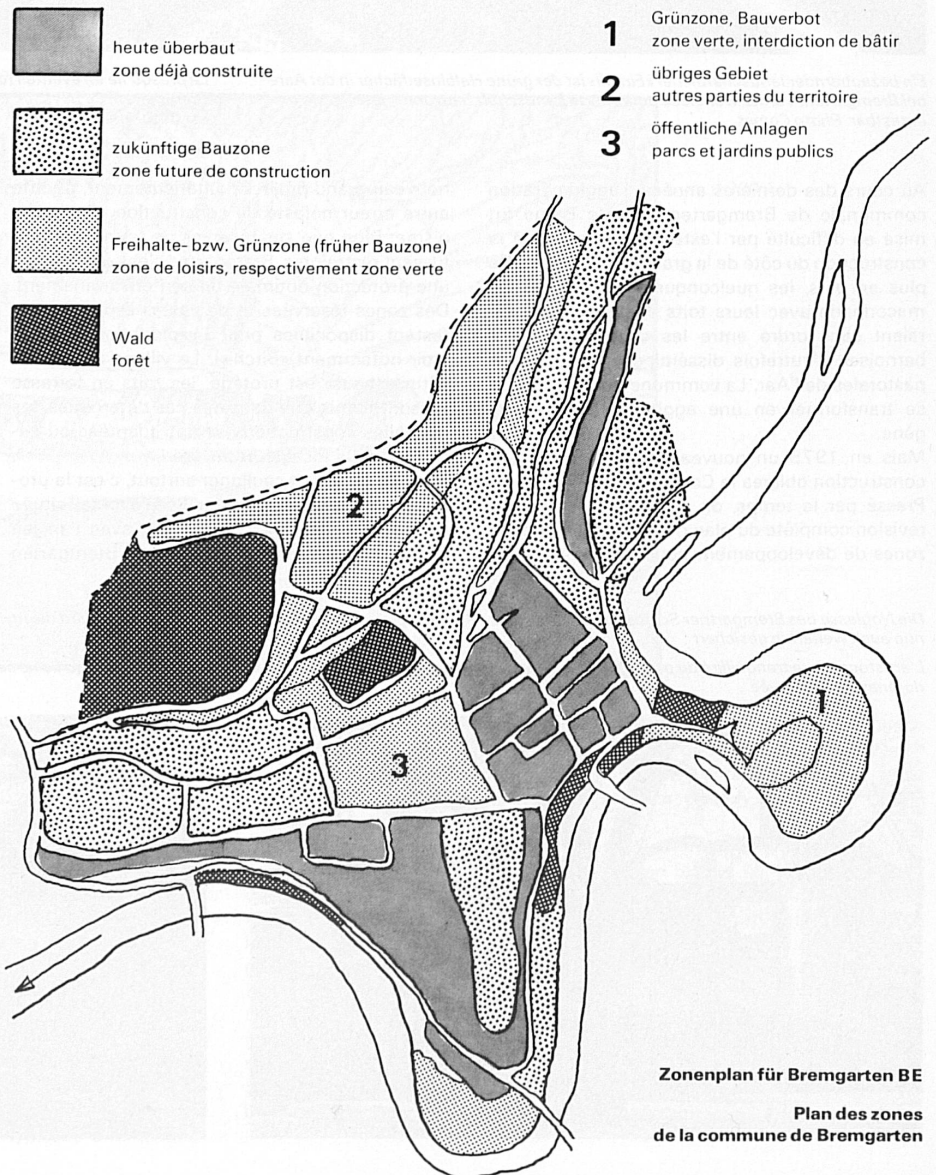 heute überbaut
zone déjà construite
zukünftige Bauzone
zone future de construction
Freihalte- bzw. Grünzone (früher Bauzone)
zone de loisirs, respectivement zone verte
Wald
forêt
1 Grünzone, Bauverbot
zone verte, interdiction de bâtir
2 übriges Gebiet
autres parties du territoire
3 öffentliche Anlagen
parcs et jardins publics
2
1
3
Zonenplan für Bremgarten BE
Plan des zones
de la commune de Bremgarten